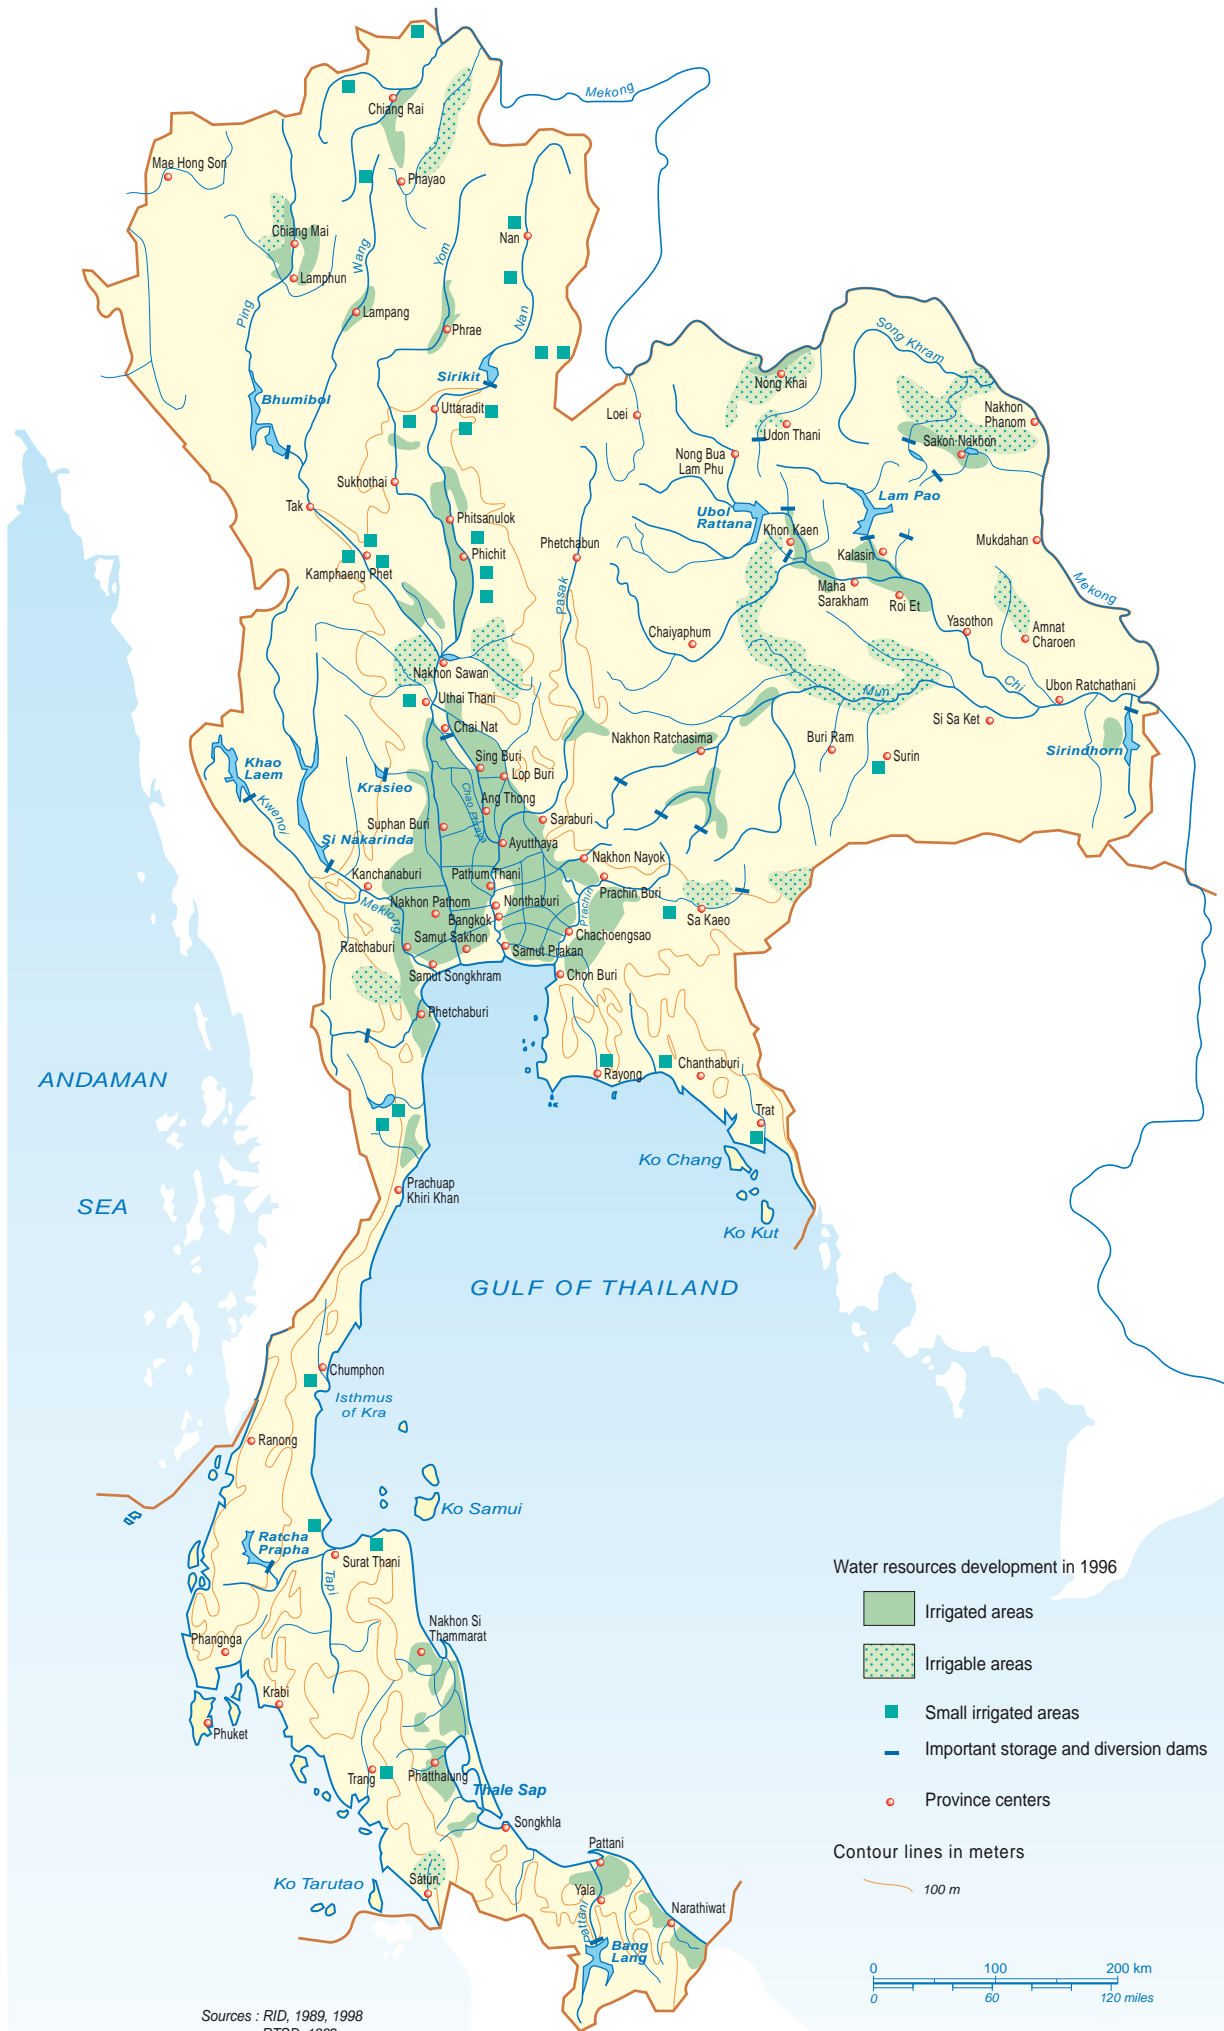 Mekong
Chiang Rai
Mae Hong Son
Phayao
Chiang Mai
Nan
Wang
Yom
Lamphun
Ping
Lampang
Nan
Phrae
Song Khram
Sirikit
Nong Khai
Bhumibol
Uttaradit
Loei
Nakhon
Phanom
Udon Thani
Sakon Nakhon
Nong Bua
Lam Phu
Sukhothai
Lam Pao
Tak
Ubol
Rattana
Phitsanulok
Khon Kaen
Phetchabun
Mukdahan
Phichit
Kalasin
Kamphaeng Phet
Mekong
Pasak
Maha
Sarakham
Roi Et
Yasothon
Amnat
Charoen
Chaiyaphum
Nakhon Sawan
Chi
Mun
Ubon Ratchathani
Uthai Thani
Si Sa Ket
Chai Nat
Nakhon Ratchasima
Buri Ram
Surin
Sirindhorn
Khao
Laem
Sing Buri
Lop Buri
Krasieo
Chao Phraya
Ang Thong
Kwenoi
Suphan Buri
Saraburi
Si Nakarinda
Ayutthaya
Nakhon Nayok
Kanchanaburi
Pathum Thani
Prachin Buri
Nakhon Pathom
Nonthaburi
Prachin
Meklong
Bangkok
Sa Kaeo
Chachoengsao
Ratchaburi
Samut Sakhon
Samut Prakan
Samut Songkhram
Chon Buri
Phetchaburi
ANDAMAN
Rayong
Chanthaburi
Trat
Ko Chang
SEA
Prachuap
Khiri Khan
Ko Kut
GULF OF THAILAND
Chumphon
Isthmus
of Kra
Ranong
Ko Samui
Ratcha
Prapha
Surat Thani
Tapi
Nakhon Si
Thammarat
Phangnga
Krabi
Phuket
Trang
Phatthalung
Thale Sap
Songkhla
Pattani
Ko Tarutao
Satun
Yala
Pattani
Narathiwat
Bang
Lang
Water resources development in 1996
Irrigated areas
Irrigable areas
Small irrigated areas
Important storage and diversion dams
Province centers
Contour lines in meters
100 m
0 100 200 km
0 60 120 miles
Sources : RID, 1989, 1998